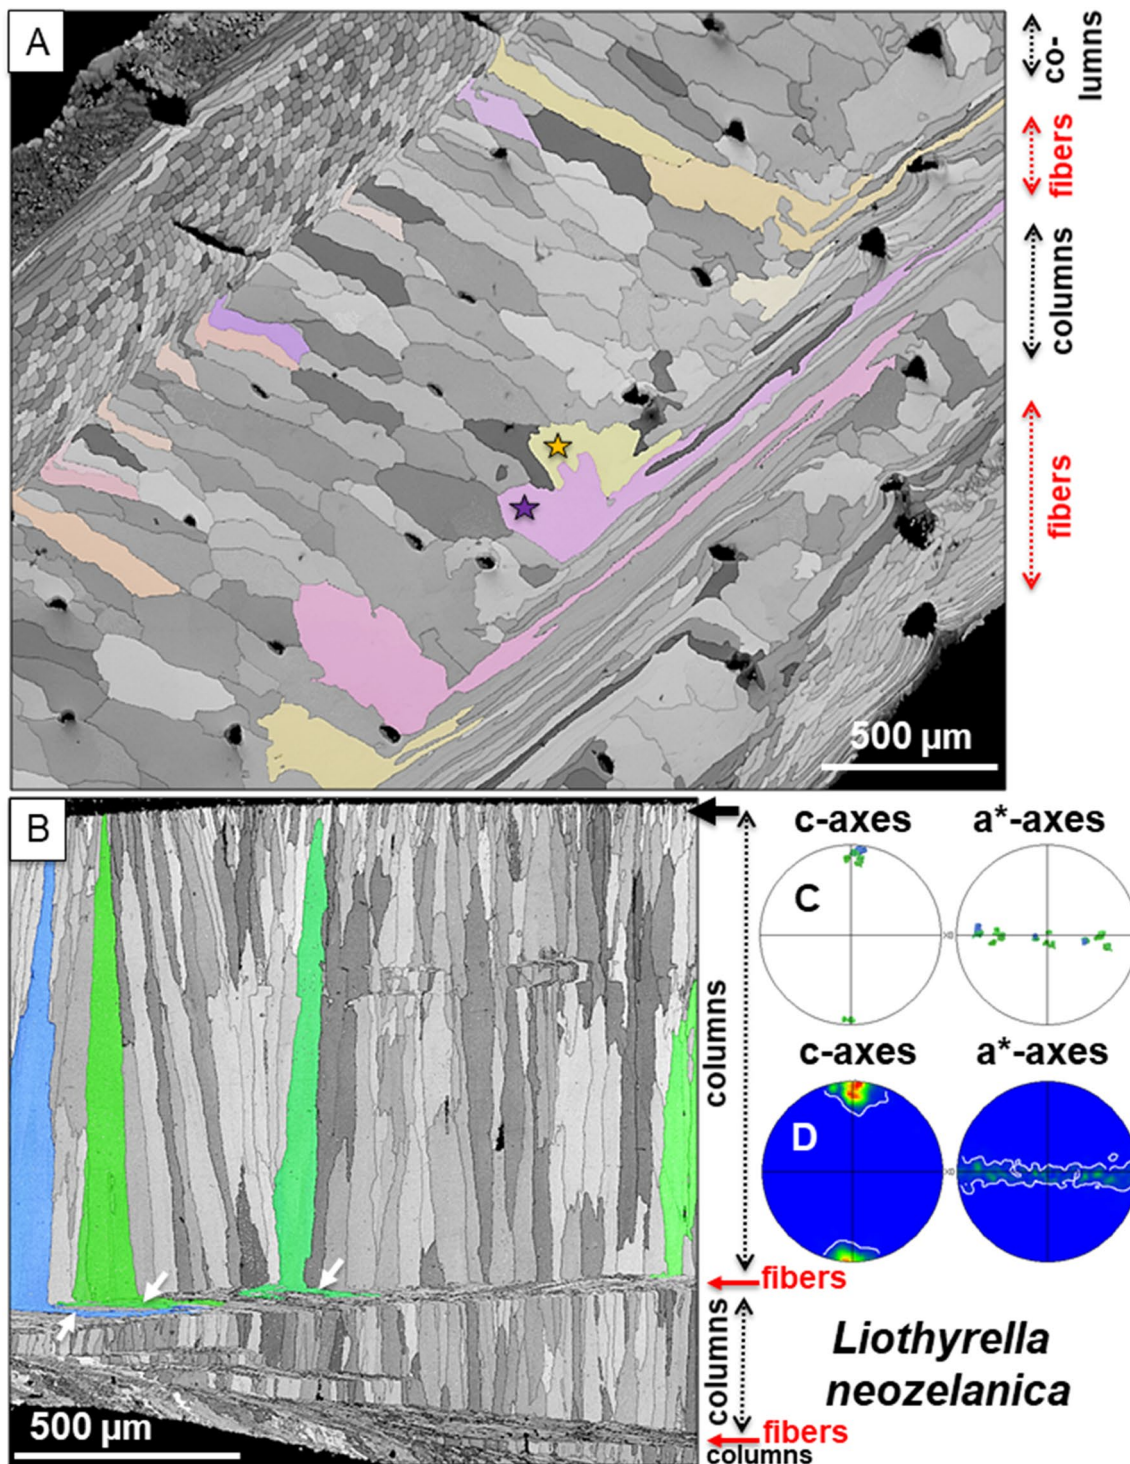 A
co-
lumns
fibers
columns
fibers
500 µm
B
c-axes
a*-axes
C
columns
c-axes
a*-axes
D
fibers
columns
Liothyrella
neozelanica
fibers
columns
500 µm